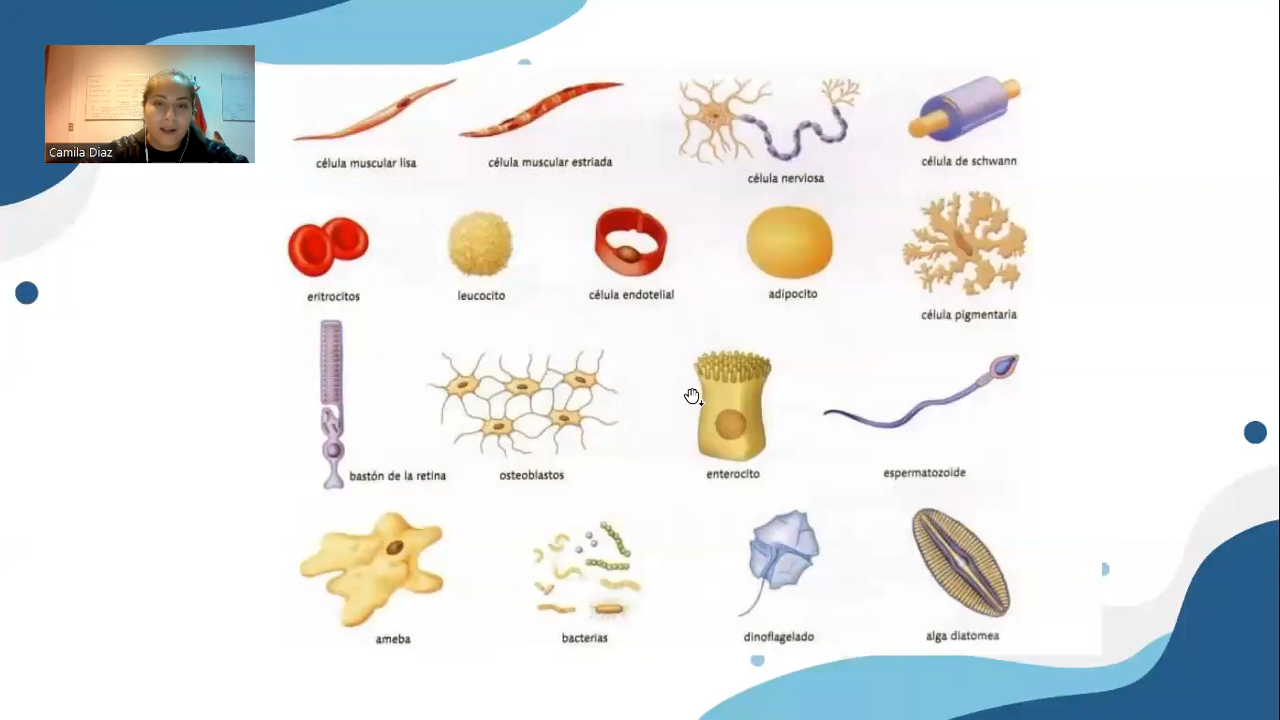 Camila Diaz
célula muscular lisa
célula muscular estriada
célula nerviosa
célula de schwann
eritrocitos
leucocito
célula endotelial
adipocito
célula pigmentaria
bastón de la retina
osteoblastos
enterocito
espermatozoide
ameba
bacterias
dinoflagelado
alga diatomea